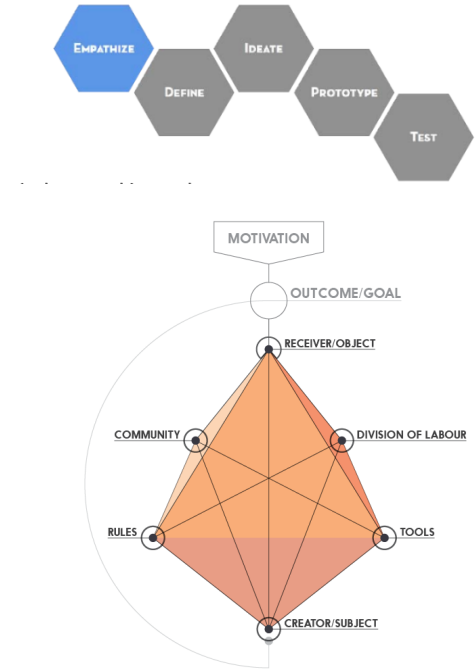 EMPATHIZE
IDEATE
DEFINE
PROTOTYPE
TEST
MOTIVATION
OUTCOME/GOAL
RECEIVER/OBJECT
COMMUNITY
DIVISION OF LABOUR
RULES
TOOLS
CREATOR/SUBJECT